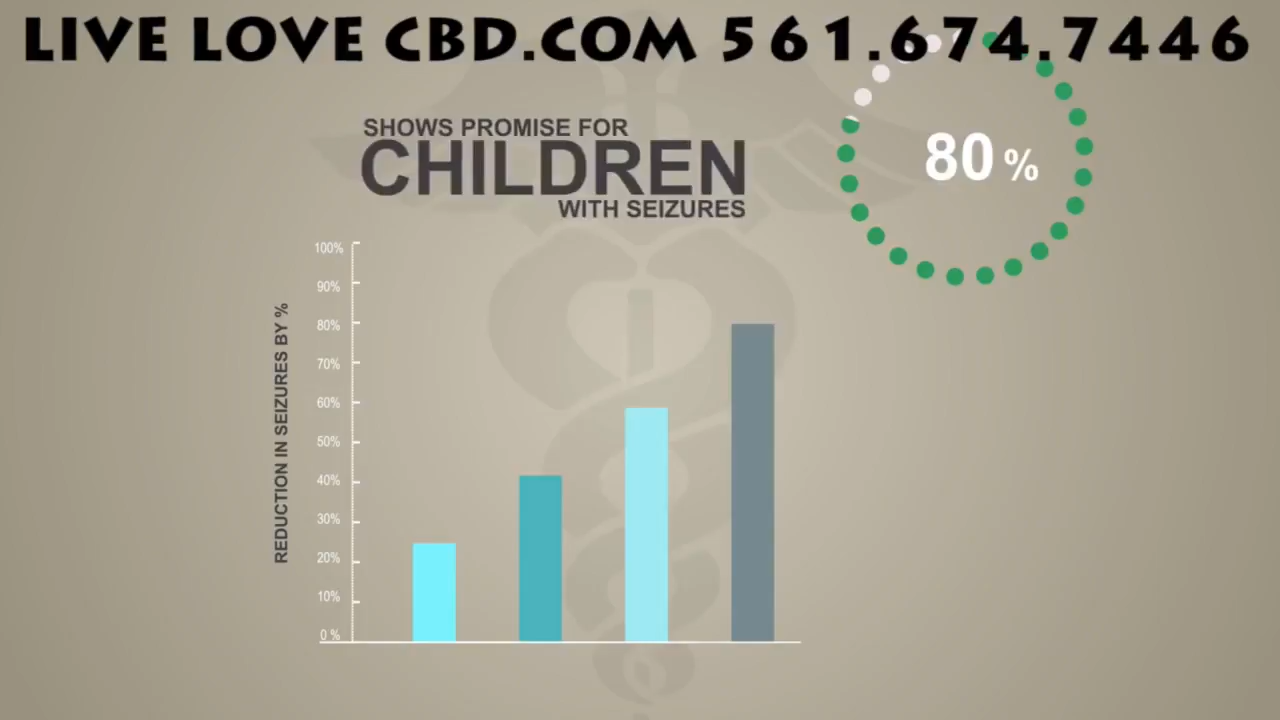 LIVE LOVE CBD.COM 561.674.7446
SHOWS PROMISE FOR
CHILDREN
WITH SEIZURES
80 %
REDUCTION IN SEIZURES BY %
100%
90%
80%
70%
60%
50%
40%
30%
20%
10%
0 %